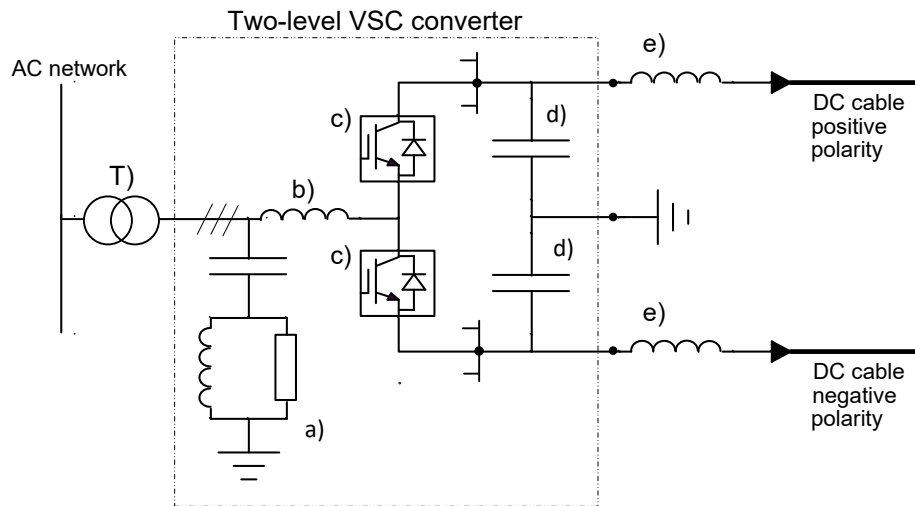 Two-level VSC converter
AC network
T)
b)
c)
c)
d)
d)
e)
DC cable
positive
polarity
e)
DC cable
negative
polarity
a)